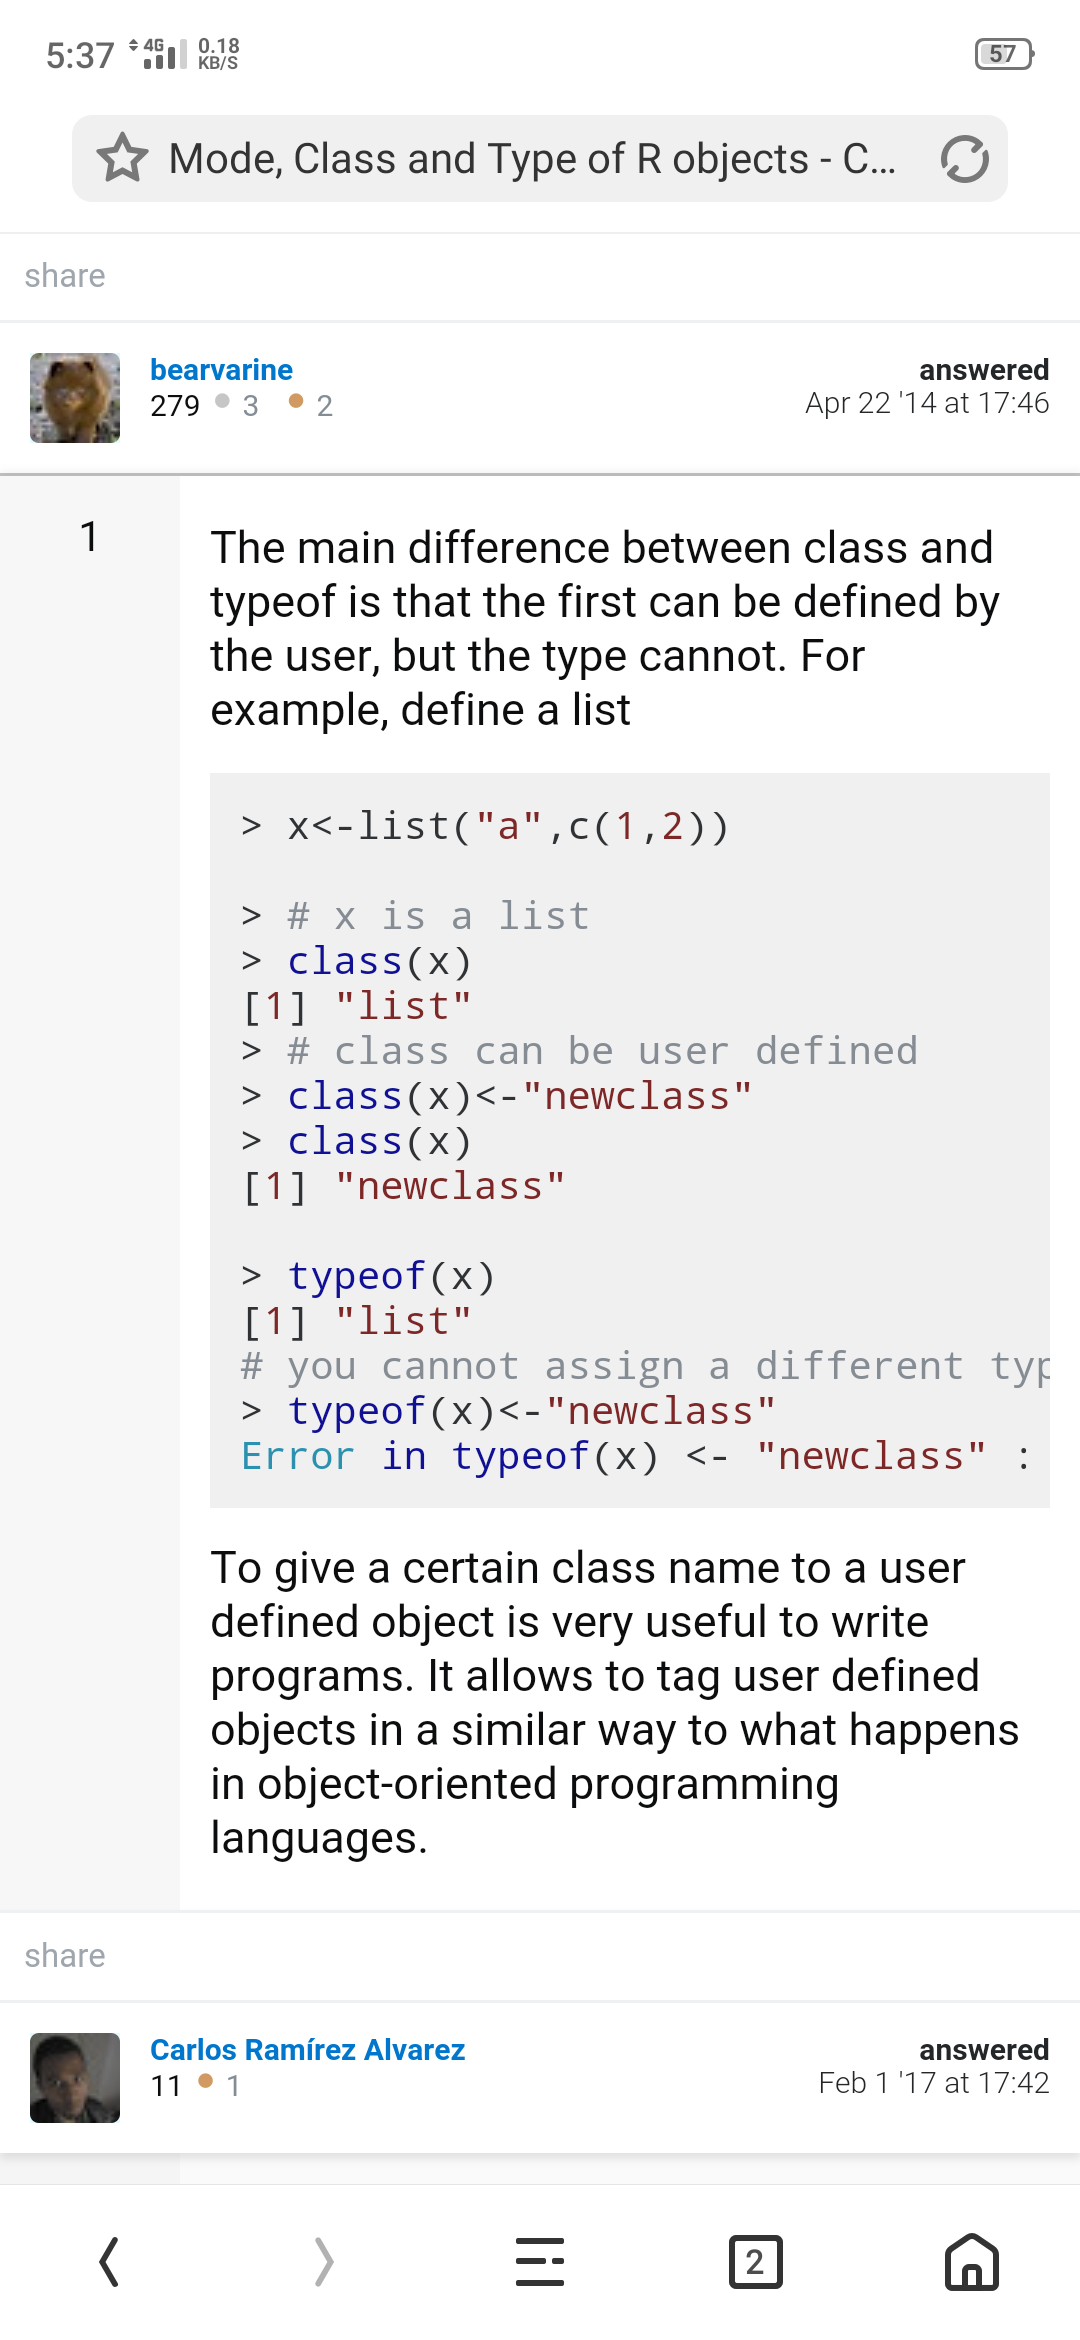 5:37 4G 0.18 KB/S 57
Mode, Class and Type of R objects - C...
share
bearvarine answered
279 3 2 Apr 22 '14 at 17:46
1
The main difference between class and
typeof is that the first can be defined by
the user, but the type cannot. For
example, define a list
> x<-list("a",c(1,2))
> # x is a list
> class(x)
[1] "list"
> # class can be user defined
> class(x)<-"newclass"
> class(x)
[1] "newclass"
> typeof(x)
[1] "list"
# you cannot assign a different typ
> typeof(x)<-"newclass"
Error in typeof(x) <- "newclass" :
To give a certain class name to a user
defined object is very useful to write
programs. It allows to tag user defined
objects in a similar way to what happens
in object-oriented programming
languages.
share
Carlos Ramírez Alvarez answered
11 1 Feb 1 '17 at 17:42
2